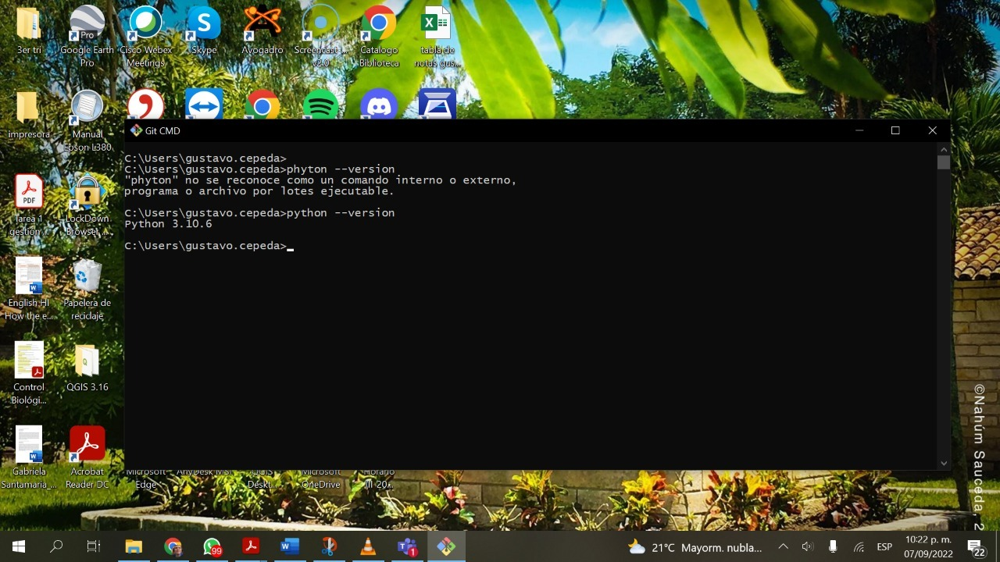 3er tri
Google Earth
Pro
Cisco Webex
Meetings
Skype
Avogadro
Screencast-...
v2.0
Catalogo
Biblioteca
tabla de
notas gus...
Pro
impresora
Manual
Epson L380
Git CMD
C:\Users\gustavo.cepeda>
C:\Users\gustavo.cepeda>phyton --version
"phyton" no se reconoce como un comando interno o externo,
programa o archivo por lotes ejecutable.
C:\Users\gustavo.cepeda>python --version
Python 3.10.6
C:\Users\gustavo.cepeda>
PDF
Tarea 1
gestion ...
LockDown
Browser ...
English HI
How the e...
Papelera de
reciclaje
Control
Biológi...
QGIS 3.16
Gabriela
Santamaria_...
Acrobat
Reader DC
Microsoft
Edge
AnyDesk MSI
QGIS
Deskt...
Microsoft
OneDrive
Horario
III 20...
©Nahúm Sauceda, 2
99
1
21°C Mayorm. nubla...
ESP
10:22 p. m.
07/09/2022
22